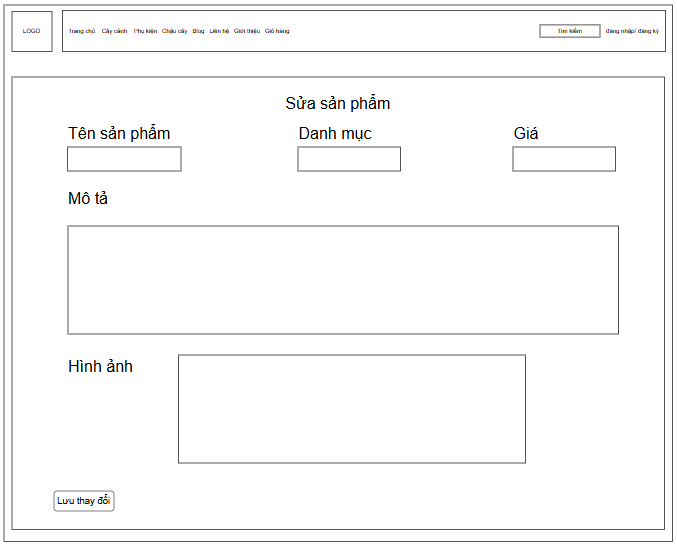 LOGO
Trang chủ Cây cảnh Phụ kiện Chậu cây Blog Liên hệ Giới thiệu Giỏ hàng Tìm kiếm đăng nhập/ đăng ký
Sửa sản phẩm
Tên sản phẩm Danh mục Giá
Mô tả
Hình ảnh
Lưu thay đổi